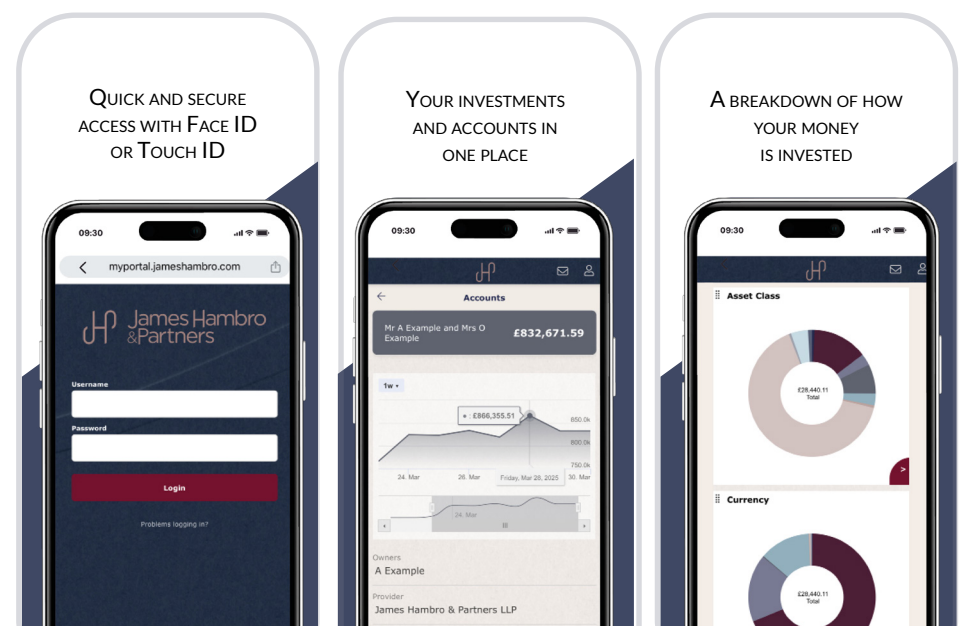 Quick and secure
access with Face ID
or Touch ID
09:30
myportal.jameshambro.com
JH James Hambro
&Partners
Username
Password
Login
Problems logging in?
Your investments
and accounts in
one place
09:30
JH
Accounts
Mr A Example and Mrs O
Example
£832,671.59
1w
: £866,355.51
850.0k
800.0k
750.0k
24. Mar
26. Mar
Friday, Mar 28, 2025
30. Mar
24. Mar
Owners
A Example
Provider
James Hambro & Partners LLP
A breakdown of how
your money
is invested
09:30
JH
Asset Class
£28,440.11
Total
>
Currency
£28,440.11
Total